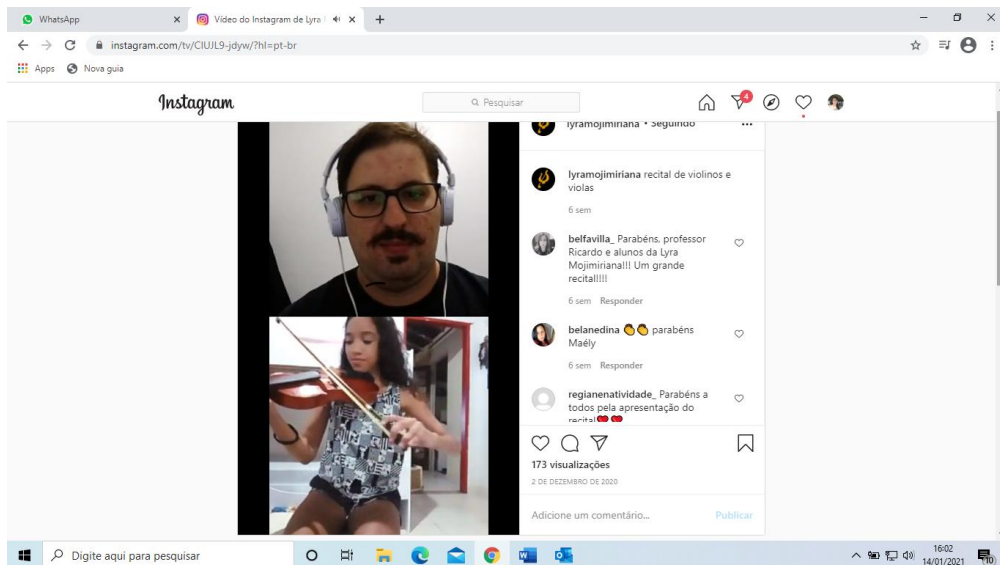 WhatsApp
Vídeo do Instagram de Lyra
instagram.com/tv/CIUJL9-jdyw/?hl=pt-br
Apps
Nova guia
Instagram
Pesquisar
4
lyramojimiriana • Seguindo
lyramojimiriana recital de violinos e
violas
6 sem
belfavilla_ Parabéns, professor
Ricardo e alunos da Lyra
Mojimiriana!!! Um grande
recital!!!!
6 sem Responder
belanedina 👏👏 parabéns
Maély
6 sem Responder
regianenatividade_ Parabéns a
todos pela apresentação do
recital❤❤
173 visualizações
2 DE DEZEMBRO DE 2020
Adicione um comentário...
Publicar
Digite aqui para pesquisar
16:02
14/01/2021